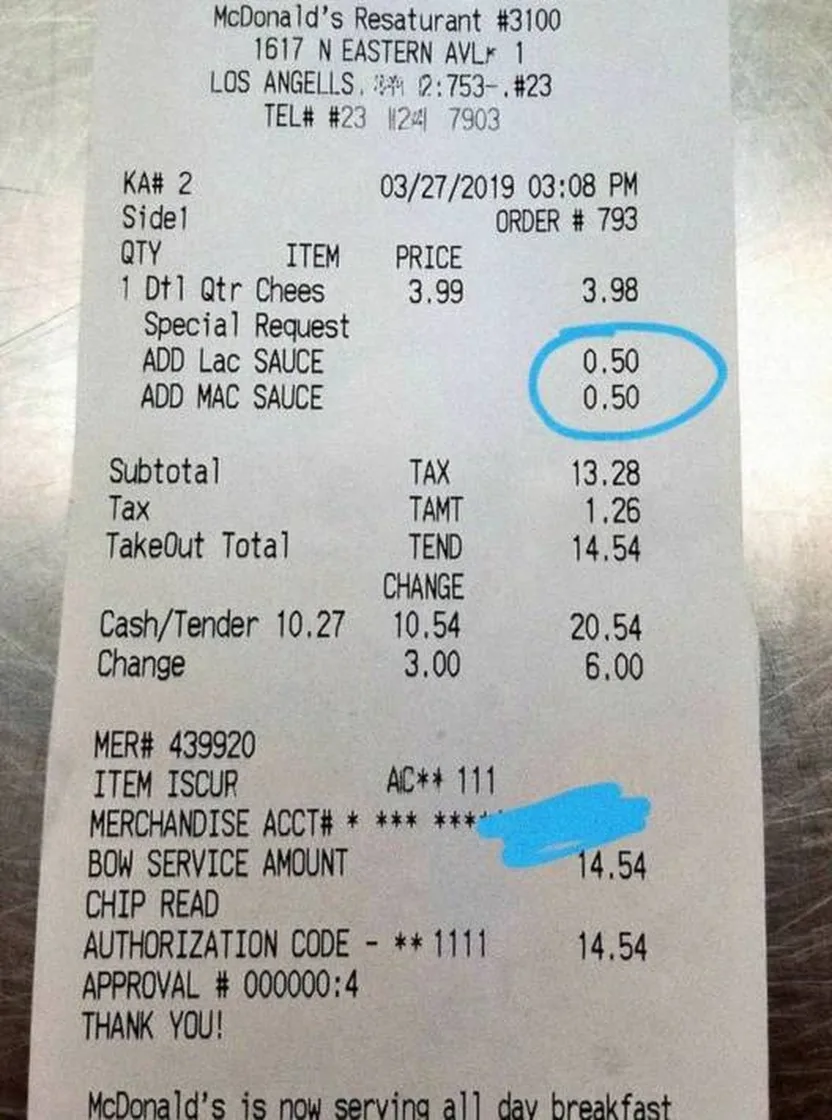 McDonald's Resaturant #3100
1617 N EASTERN 1
LOS ANGELLS. #23
TEL# #23 7903
KA# 2 03/27/2019 03:08 PM
Side1 ORDER # 793
QTY ITEM PRICE
1 Dtl Qtr Chees 3.99 3.98
Special Request
ADD Lac SAUCE 0.50
ADD MAC SAUCE 0.50
Subtotal TAX 13.28
Tax TAMT 1.26
TakeOut Total TEND 14.54
CHANGE
Cash/Tender 10.27 10.54 20.54
Change 3.00 6.00
MER# 439920
ITEM ISCUR AC** 111
MERCHANDISE ACCT# * *** ****
BOW SERVICE AMOUNT 14.54
CHIP READ
AUTHORIZATION CODE - **1111 14.54
APPROVAL # 000000:4
THANK YOU!
McDonald's is now serving all day breakfast